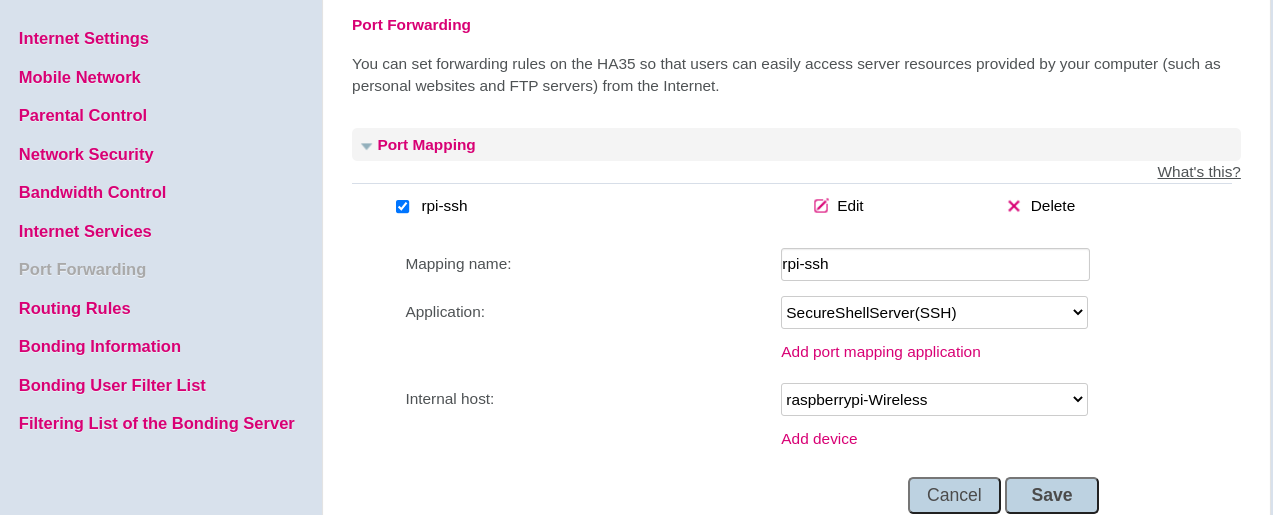 Internet Settings
Mobile Network
Parental Control
Network Security
Bandwidth Control
Internet Services
Port Forwarding
Routing Rules
Bonding Information
Bonding User Filter List
Filtering List of the Bonding Server
Port Forwarding
You can set forwarding rules on the HA35 so that users can easily access server resources provided by your computer (such as
personal websites and FTP servers) from the Internet.
Port Mapping
What's this?
rpi-ssh Edit Delete
Mapping name: rpi-ssh
Application: SecureShellServer(SSH)
Add port mapping application
Internal host: raspberrypi-Wireless
Add device
Cancel Save